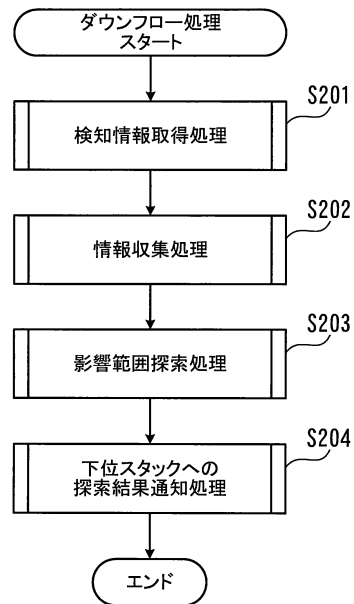 ダウンフロー処理
スタート
S201
検知情報取得処理
S202
情報収集処理
S203
影響範囲探索処理
S204
下位スタックへの
探索結果通知処理
エンド